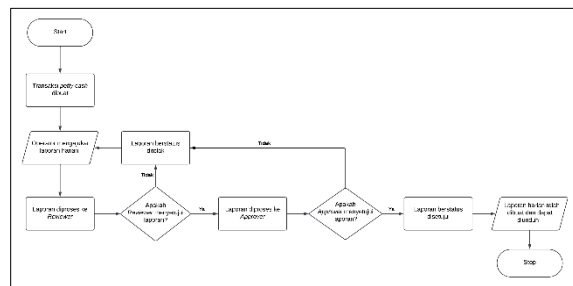 Start
Transaksi petty cash
dibuat
Operator mengajukan
laporan harian
Laporan berstatus
ditolak
Tidak
Tidak
Laporan diproses ke
Reviewer
Apakah
Reviewer menyetujui
laporan?
Ya
Laporan diproses ke
Approver
Apakah
Approver menyetujui
laporan?
Ya
Laporan berstatus
disetujui
Laporan harian telah
dibuat dan dapat
diunduh
Stop